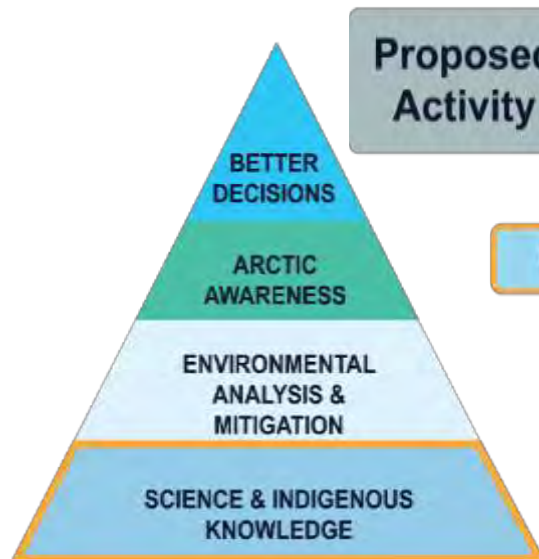 Proposed
Activity
BETTER
DECISIONS
ARCTIC
AWARENESS
ENVIRONMENTAL
ANALYSIS &
MITIGATION
SCIENCE & INDIGENOUS
KNOWLEDGE